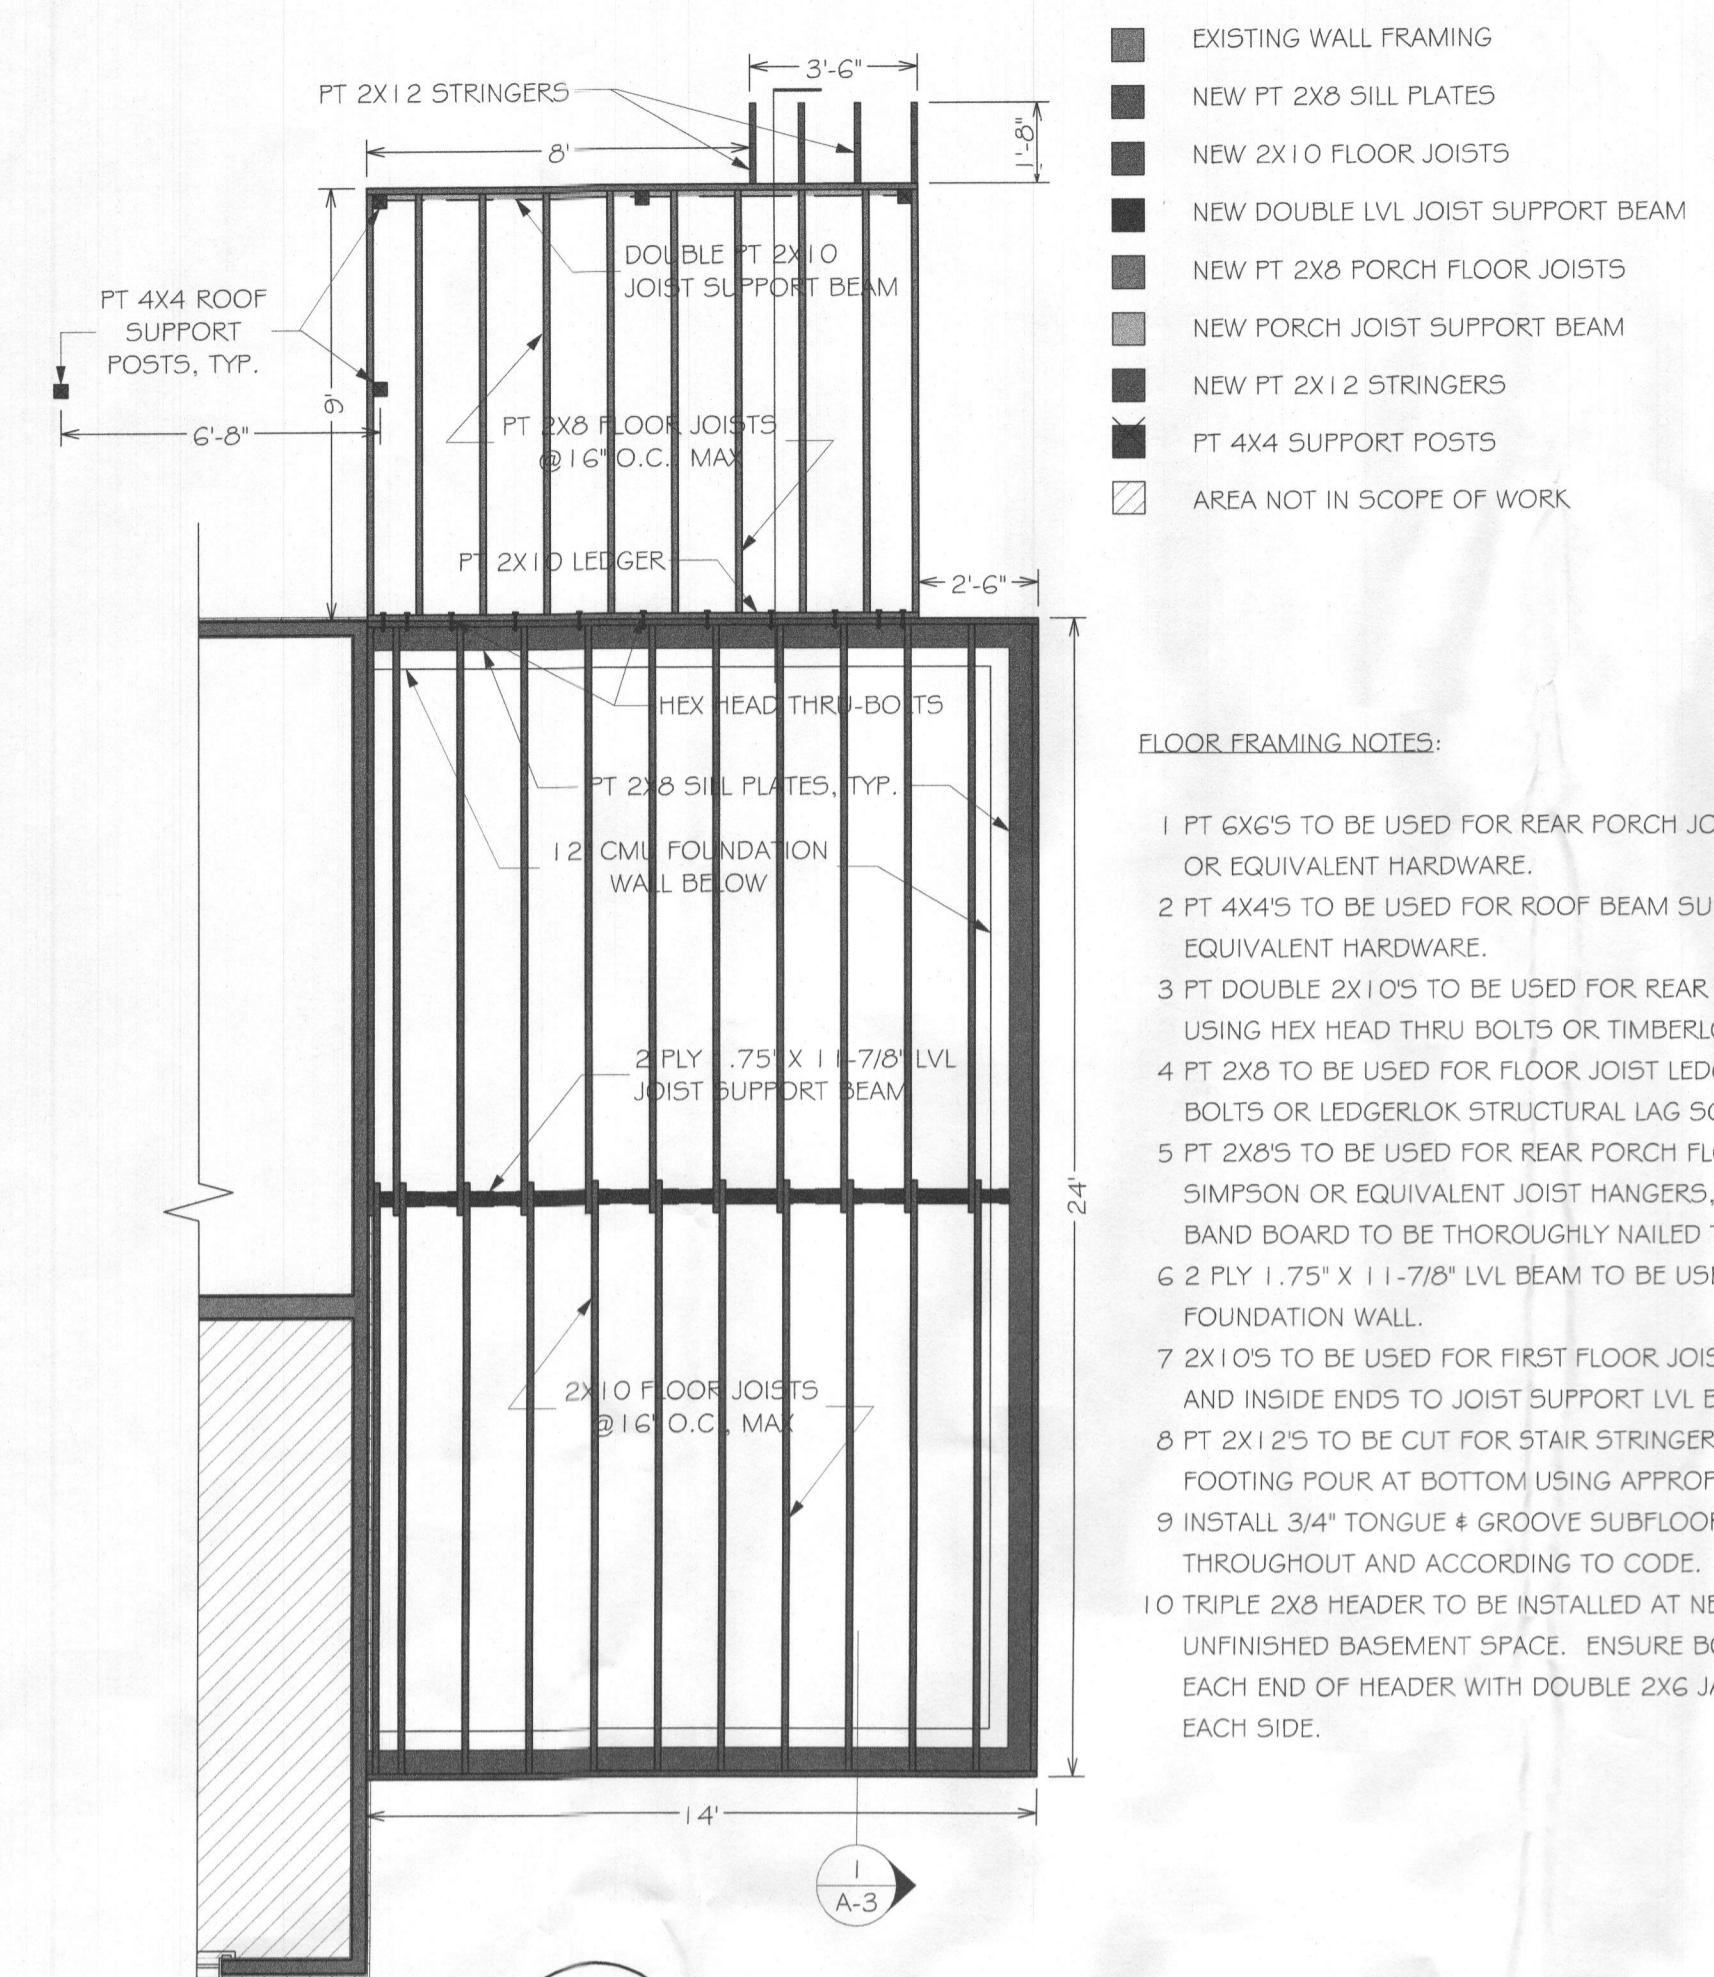 3'-6"
PT 2X12 STRINGERS
8'
1'-8"
DOUBLE PT 2X10
JOIST SUPPORT BEAM
PT 4X4 ROOF
SUPPORT
POSTS, TYP.
9'
6'-8"
PT 2X8 FLOOR JOISTS
@16" O.C., MAX
PT 2X10 LEDGER
2'-6"
HEX HEAD THRU-BOLTS
PT 2X8 SILL PLATES, TYP.
12" CMU FOUNDATION
WALL BELOW
2 PLY 1.75" X 11-7/8" LVL
JOIST SUPPORT BEAM
24'
2X10 FLOOR JOISTS
@16" O.C., MAX
14'
1
A-3
EXISTING WALL FRAMING
NEW PT 2X8 SILL PLATES
NEW 2X10 FLOOR JOISTS
NEW DOUBLE LVL JOIST SUPPORT BEAM
NEW PT 2X8 PORCH FLOOR JOISTS
NEW PORCH JOIST SUPPORT BEAM
NEW PT 2X12 STRINGERS
PT 4X4 SUPPORT POSTS
AREA NOT IN SCOPE OF WORK
FLOOR FRAMING NOTES:
1 PT 6X6'S TO BE USED FOR REAR PORCH
OR EQUIVALENT HARDWARE.
2 PT 4X4'S TO BE USED FOR ROOF BEAM
EQUIVALENT HARDWARE.
3 PT DOUBLE 2X10'S TO BE USED FOR REAR
USING HEX HEAD THRU BOLTS OR
4 PT 2X8 TO BE USED FOR FLOOR JOIST
BOLTS OR LEDGERLOK STRUCTURAL LAG
5 PT 2X8'S TO BE USED FOR REAR PORCH
SIMPSON OR EQUIVALENT JOIST HANGERS,
BAND BOARD TO BE THOROUGHLY NAILED
6 2 PLY 1.75" X 11-7/8" LVL BEAM TO BE
FOUNDATION WALL.
7 2X10'S TO BE USED FOR FIRST FLOOR
AND INSIDE ENDS TO JOIST SUPPORT LVL
8 PT 2X12'S TO BE CUT FOR STAIR
FOOTING POUR AT BOTTOM USING
9 INSTALL 3/4" TONGUE & GROOVE
THROUGHOUT AND ACCORDING TO CODE.
10 TRIPLE 2X8 HEADER TO BE INSTALLED AT
UNFINISHED BASEMENT SPACE. ENSURE
EACH END OF HEADER WITH DOUBLE 2X6
EACH SIDE.